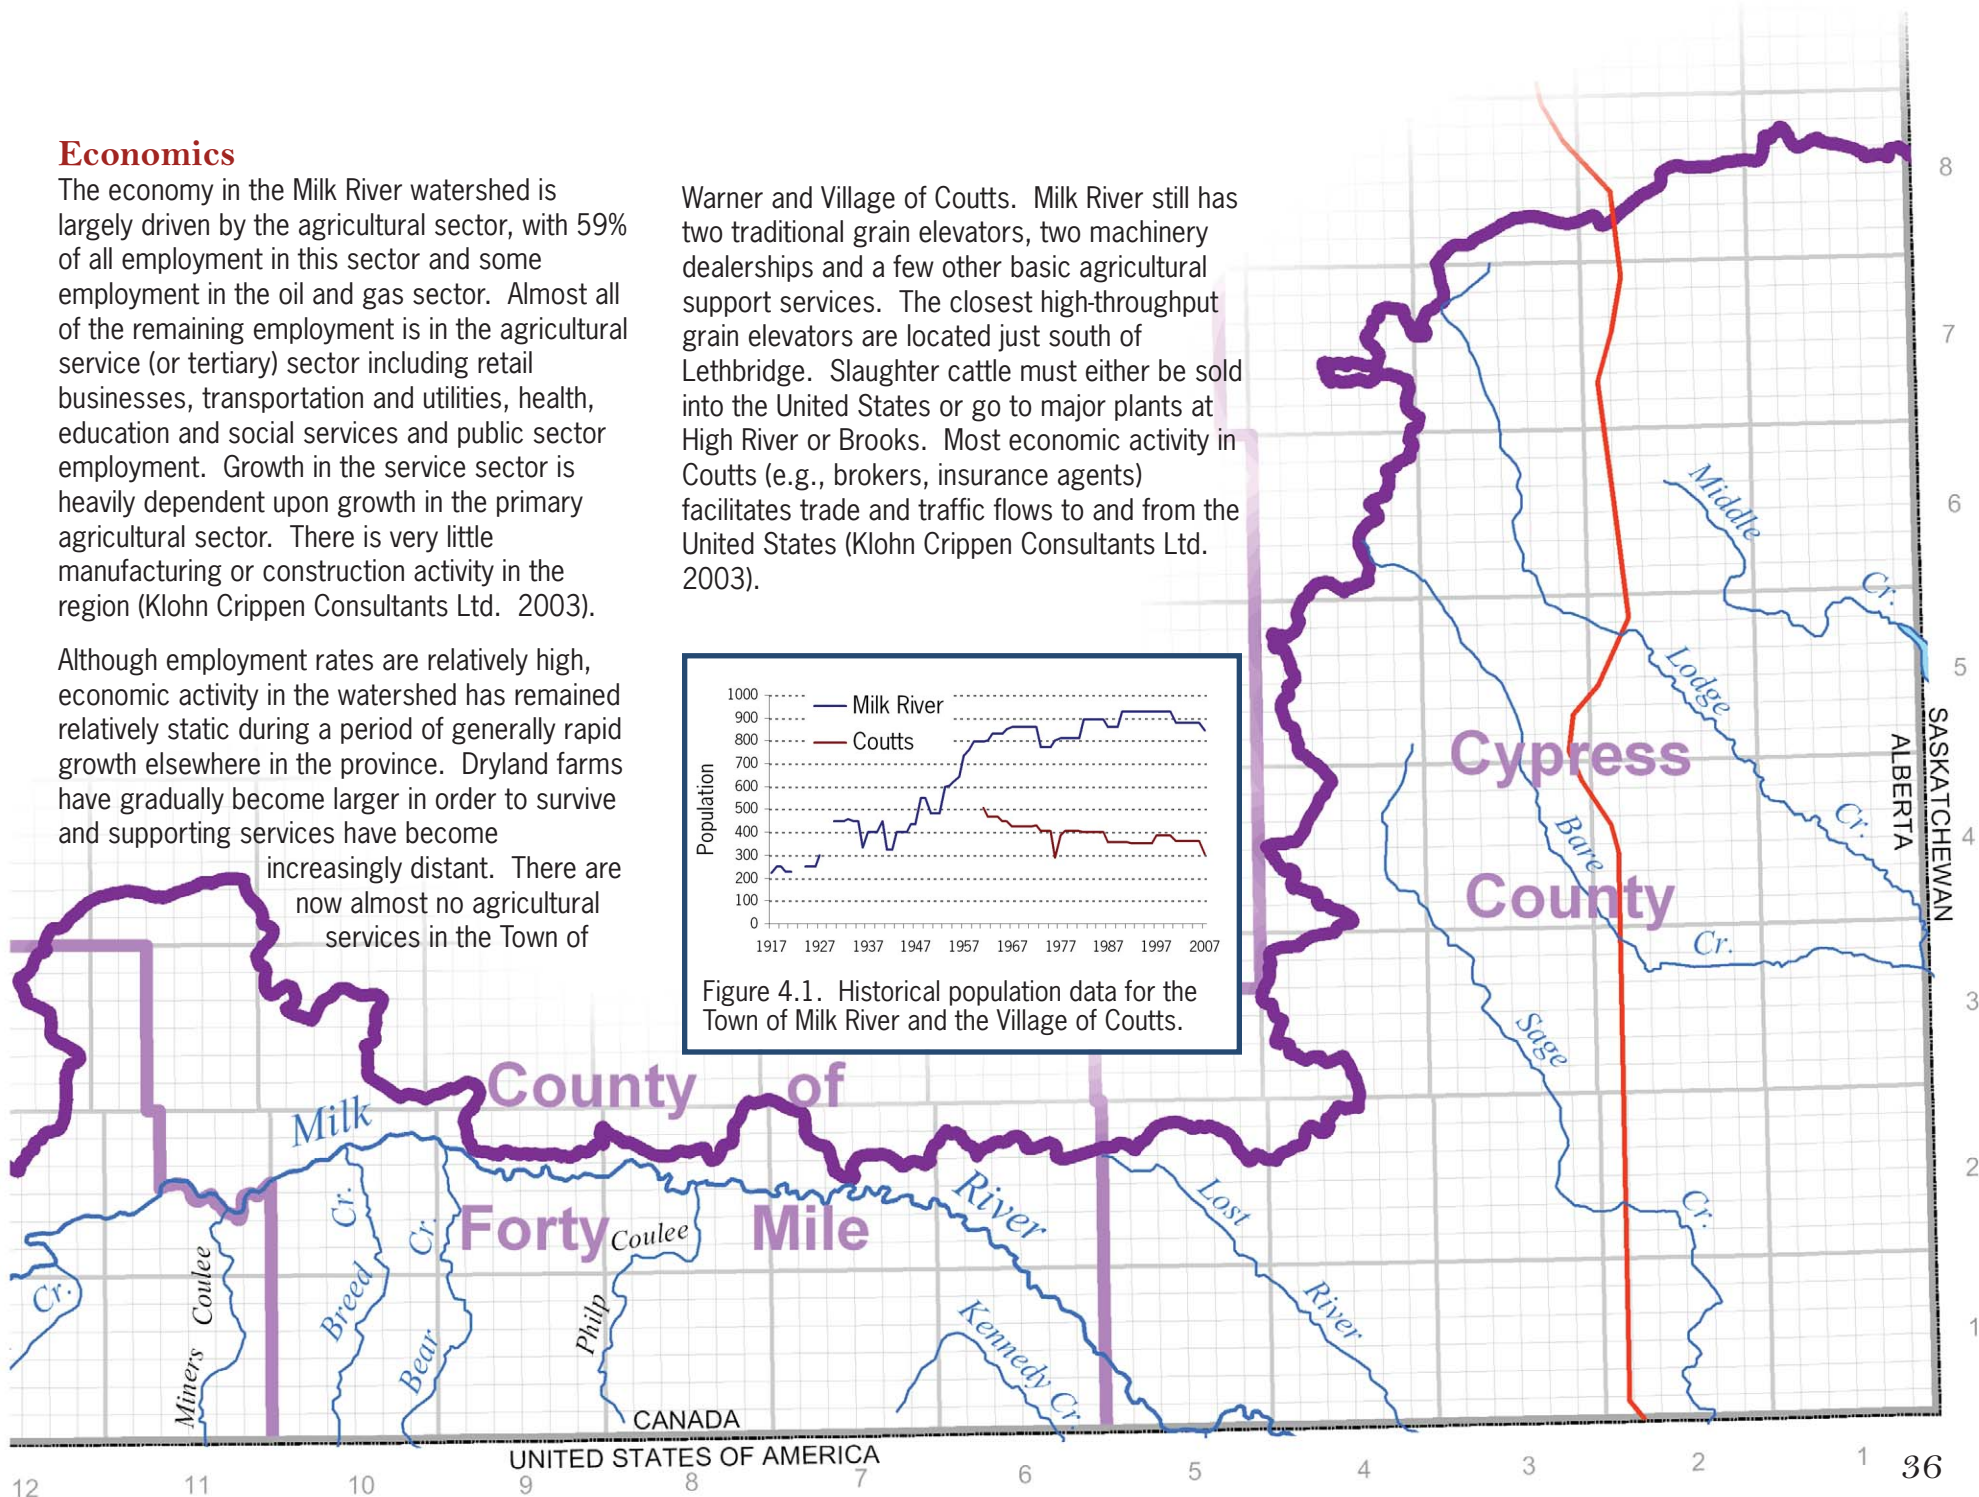 Economics
The economy in the Milk River watershed is
largely driven by the agricultural sector, with 59%
of all employment in this sector and some
employment in the oil and gas sector.  Almost all
of the remaining employment is in the agricultural
service (or tertiary) sector including retail
businesses, transportation and utilities, health,
education and social services and public sector
employment.  Growth in the service sector is
heavily dependent upon growth in the primary
agricultural sector.  There is very little
manufacturing or construction activity in the
region (Klohn Crippen Consultants Ltd.  2003).
Although employment rates are relatively high,
economic activity in the watershed has remained
relatively static during a period of generally rapid
growth elsewhere in the province.  Dryland farms
have gradually become larger in order to survive
and supporting services have become
increasingly distant.  There are
now almost no agricultural
services in the Town of
Warner and Village of Coutts.  Milk River still has
two traditional grain elevators, two machinery
dealerships and a few other basic agricultural
support services.  The closest high-throughput
grain elevators are located just south of
Lethbridge.  Slaughter cattle must either be sold
into the United States or go to major plants at
High River or Brooks.  Most economic activity in
Coutts (e.g., brokers, insurance agents)
facilitates trade and traffic flows to and from the
United States (Klohn Crippen Consultants Ltd.
2003).
Population
1000
900
800
700
600
500
400
300
200
100
0
Milk River
Coutts
1917 1927 1937 1947 1957 1967 1977 1987 1997 2007
Figure 4.1.  Historical population data for the
Town of Milk River and the Village of Coutts.
8
7
6
5
4
3
2
1
Middle
Cr.
Lodge
Cr.
Cypress
County
Bare
Cr.
Sage
Cr.
SASKATCHEWAN
ALBERTA
County of
Forty Mile
Milk
River
Lost
River
Kennedy Cr.
Coulee
Philp
Cr.
Bear
Cr.
Breed
Coulee
Miners
Cr.
CANADA
UNITED STATES OF AMERICA
12 11 10 9 8 7 6 5 4 3 2 1
36